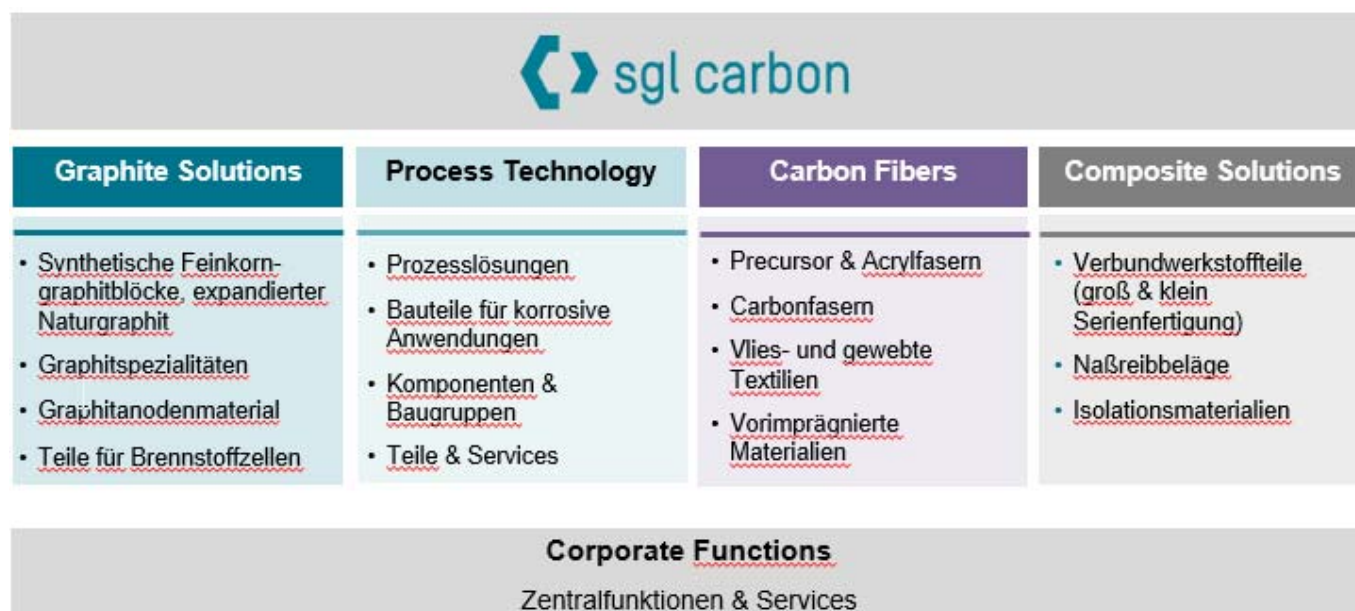 sgl carbon
Graphite Solutions
• Synthetische Feinkorn-
graphitblöcke, expandierter
Naturgraphit
• Graphitspezialitäten
• Graphitanodenmaterial
• Teile für Brennstoffzellen
Process Technology
• Prozesslösungen
• Bauteile für korrosive
Anwendungen
• Komponenten &
Baugruppen
• Teile & Services
Carbon Fibers
• Precursor & Acrylfasern
• Carbonfasern
• Vlies- und gewebte
Textilien
• Vorimprägnierte
Materialien
Composite Solutions
• Verbundwerkstoffteile
(groß & klein
Serienfertigung)
• Naßreibbeläge
• Isolationsmaterialien
Corporate Functions
Zentralfunktionen & Services